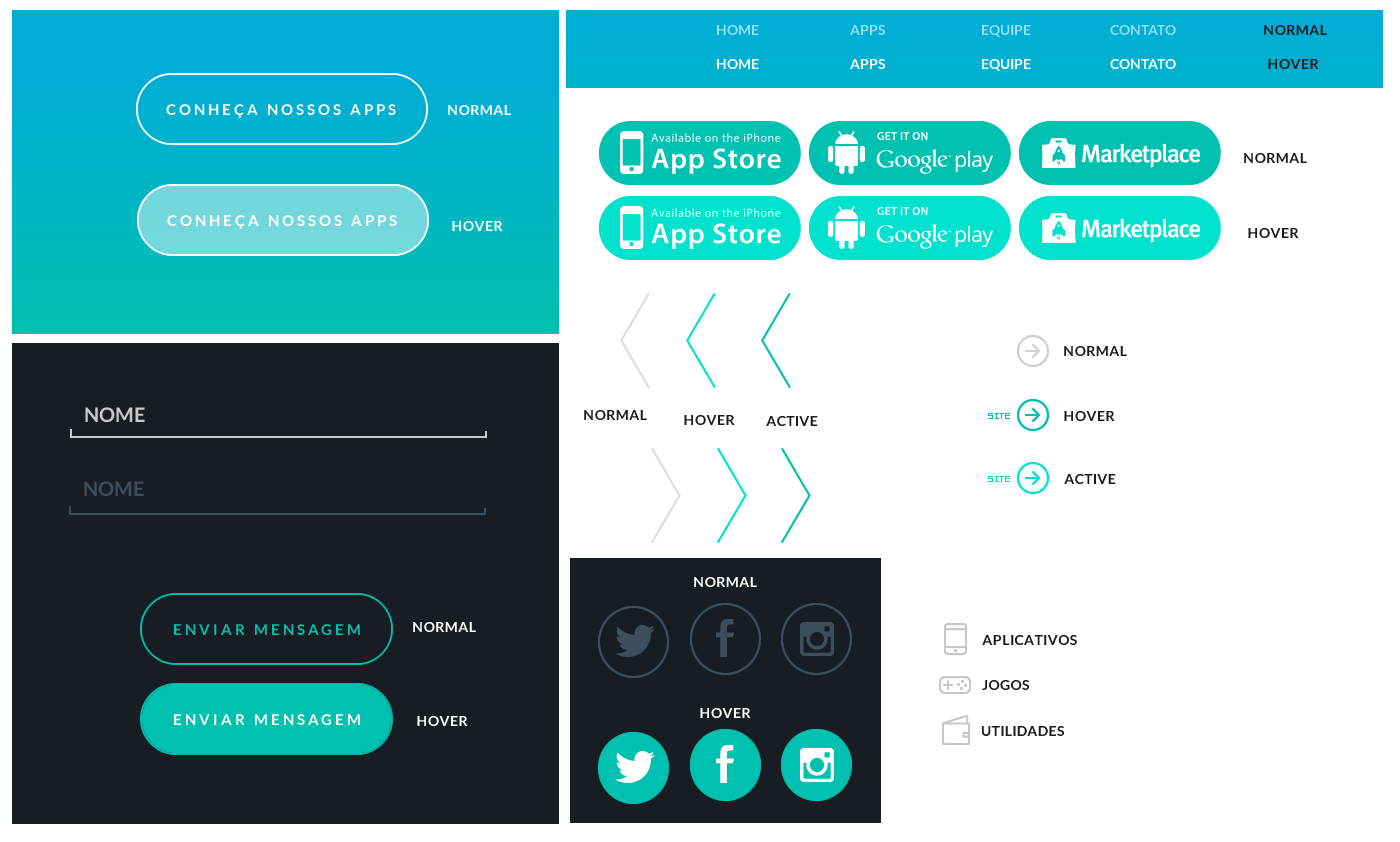 CONHEÇA NOSSOS APPS
NORMAL
CONHEÇA NOSSOS APPS
HOVER
HOME APPS EQUIPE CONTATO NORMAL
HOME APPS EQUIPE CONTATO HOVER
Available on the iPhone
App Store
GET IT ON
Google play
Marketplace
NORMAL
Available on the iPhone
App Store
GET IT ON
Google play
Marketplace
HOVER
NORMAL
HOVER
ACTIVE
NORMAL
SITE
HOVER
SITE
ACTIVE
NOME
NOME
ENVIAR MENSAGEM
NORMAL
ENVIAR MENSAGEM
HOVER
NORMAL
HOVER
APLICATIVOS
JOGOS
UTILIDADES